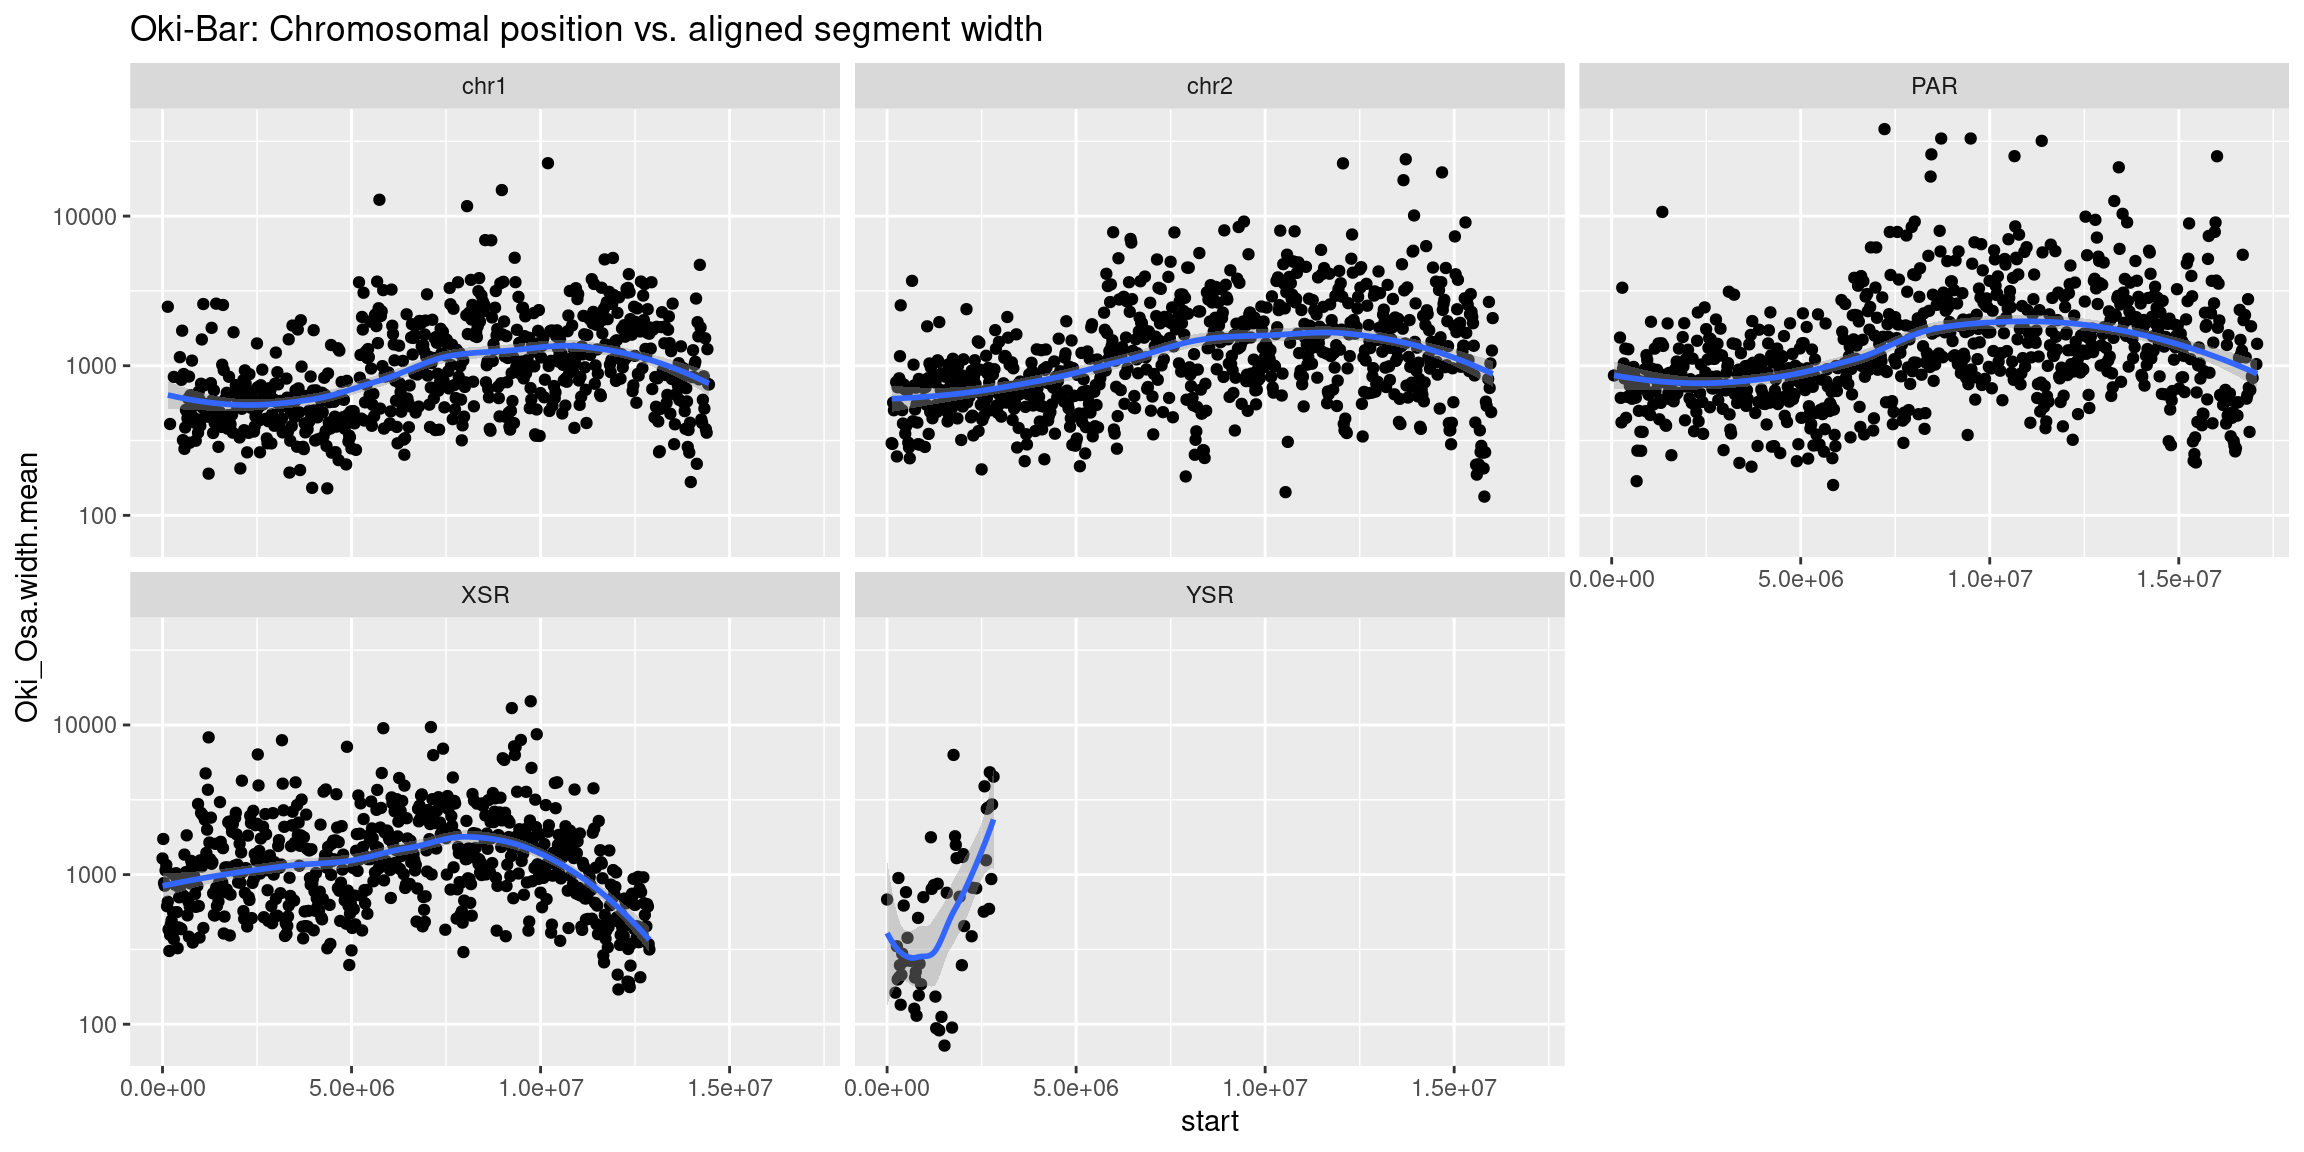 Oki-Bar: Chromosomal position vs. aligned segment width
chr1
chr2
PAR
10000
1000
100
0.0e+00 5.0e+06 1.0e+07 1.5e+07
XSR
YSR
10000
1000
100
0.0e+00 5.0e+06 1.0e+07 1.5e+07
0.0e+00 5.0e+06 1.0e+07 1.5e+07
start
Oki_Osa.width.mean